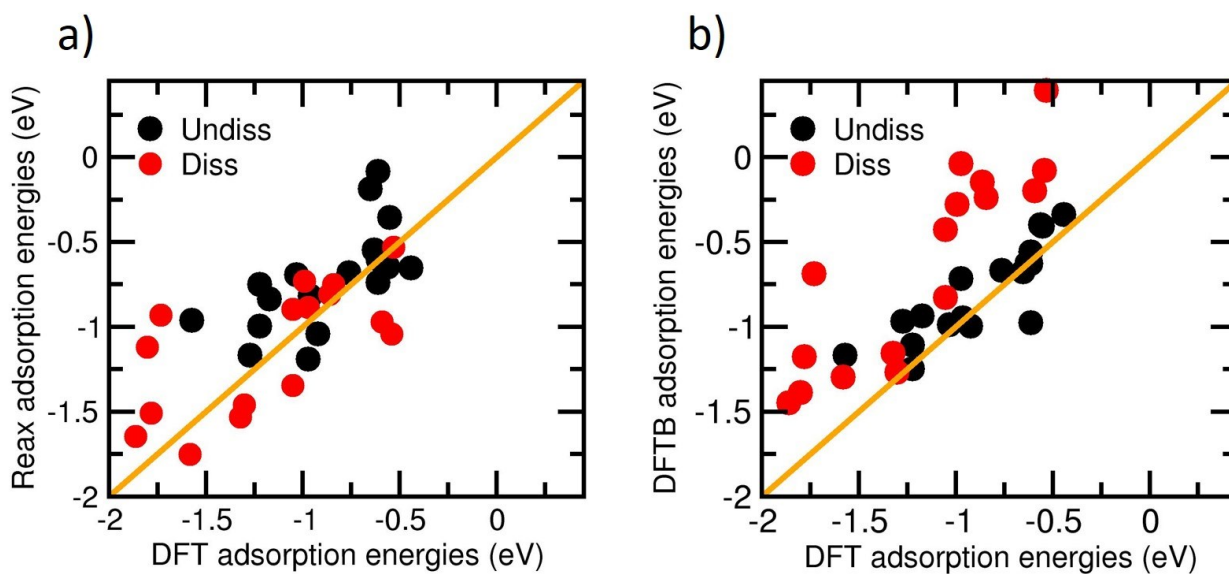 a)
Reax adsorption energies (eV)
Undiss
Diss
0
-0.5
-1
-1.5
-2
-2 -1.5 -1 -0.5 0
DFT adsorption energies (eV)
b)
DFTB adsorption energies (eV)
Undiss
Diss
0
-0.5
-1
-1.5
-2
-2 -1.5 -1 -0.5 0
DFT adsorption energies (eV)